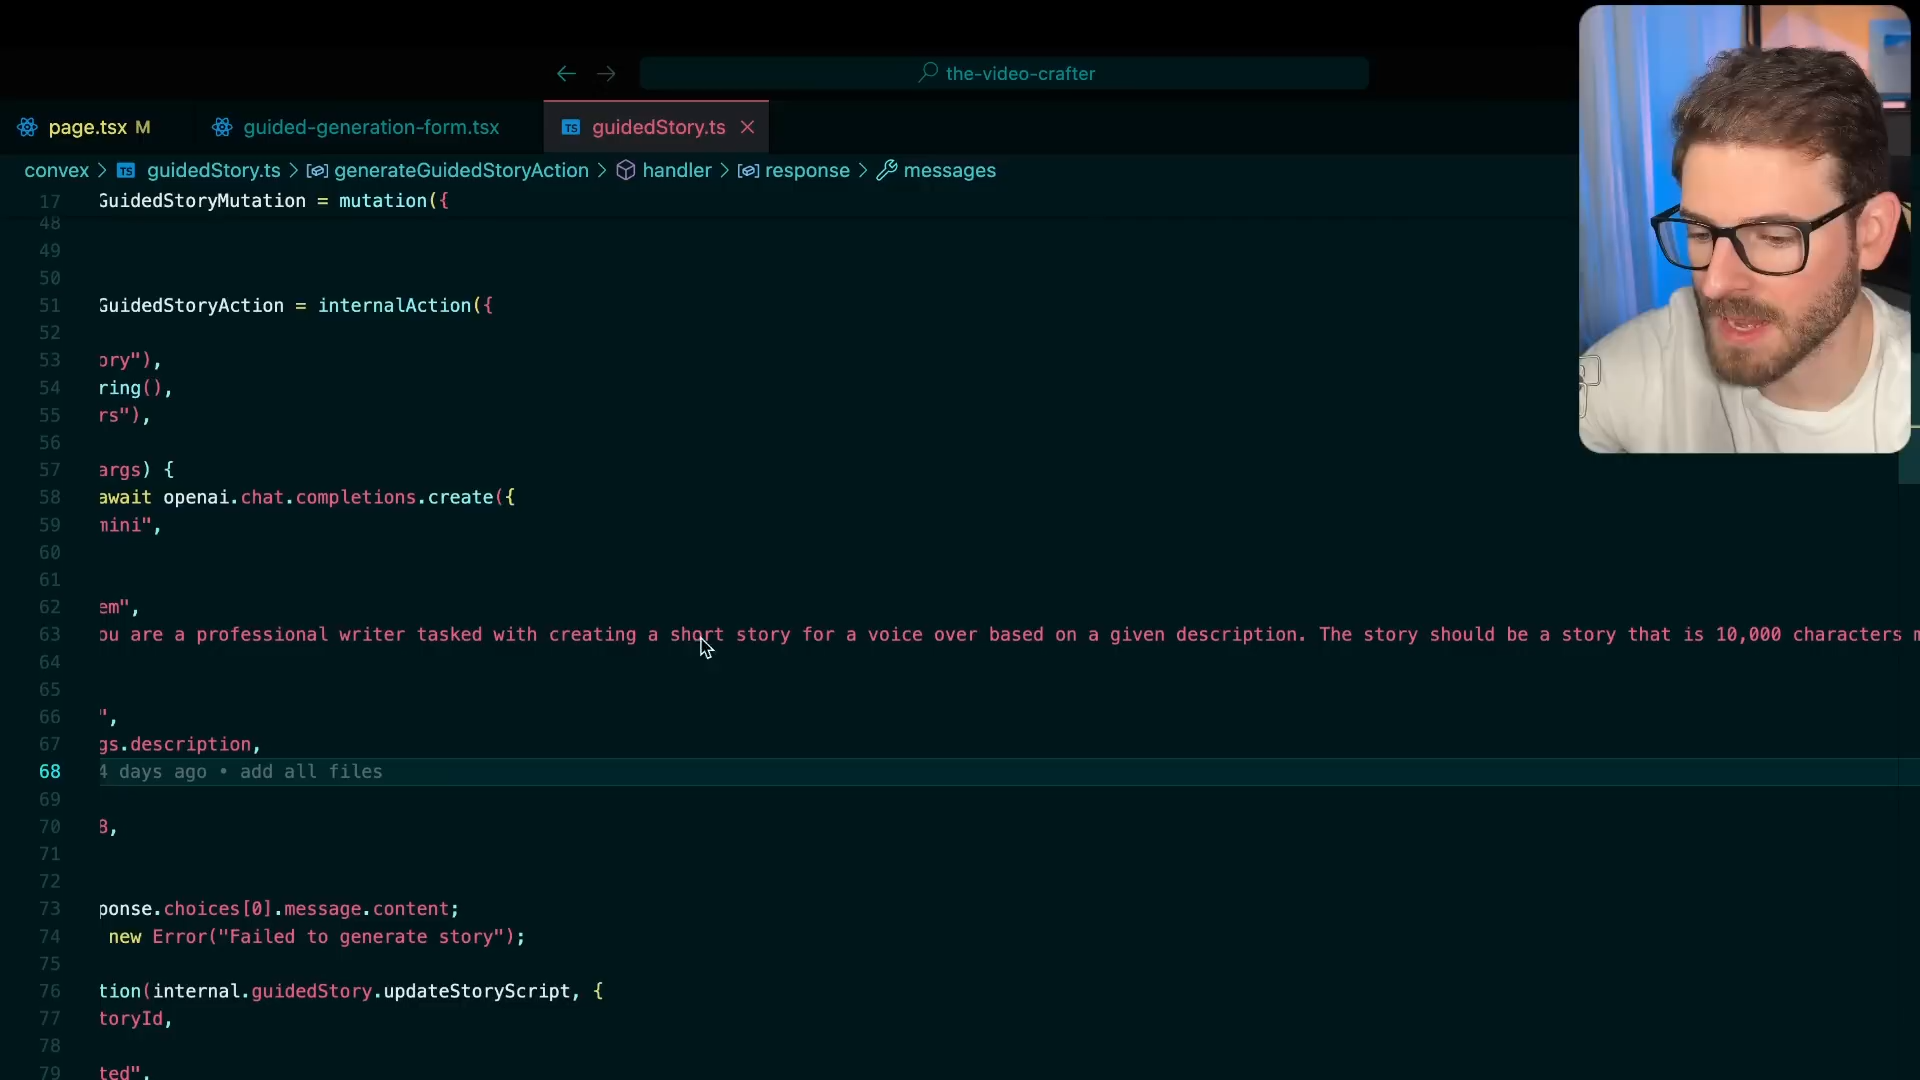 the-video-crafter
page.tsx M
guided-generation-form.tsx
TS guidedStory.ts
convex > TS guidedStory.ts > generateGuidedStoryAction > handler > response > messages
17 GuidedStoryMutation = mutation({
48
49
50
51 GuidedStoryAction = internalAction({
52
53 ory"),
54 ring(),
55 rs"),
56
57 args) {
58 await openai.chat.completions.create({
59 mini",
60
61
62 em",
63 ou are a professional writer tasked with creating a short story for a voice over based on a given description. The story should be a story that is 10,000 characters m
64
65
66 ",
67 gs.description,
68 4 days ago • add all files
69
70 8,
71
72
73 ponse.choices[0].message.content;
74 new Error("Failed to generate story");
75
76 tion(internal.guidedStory.updateStoryScript, {
77 toryId,
78
79 ted",